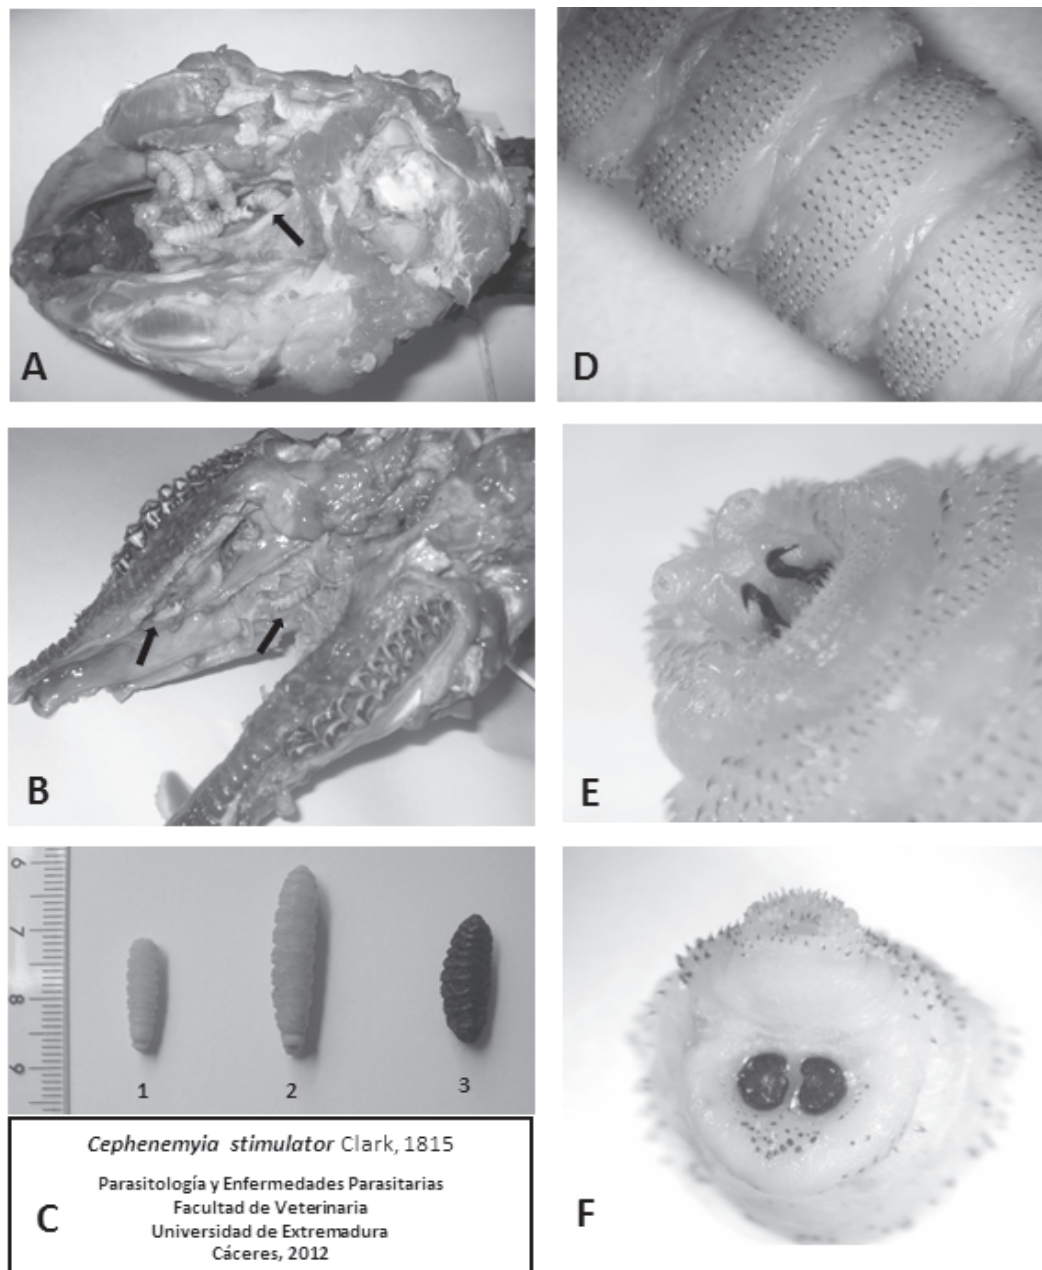 A
D
B
E
6
7
8
9
1
2
3
Cephenemyia stimulator Clark, 1815
Parasitología y Enfermedades Parasitarias
Facultad de Veterinaria
Universidad de Extremadura
Cáceres, 2012
C
F